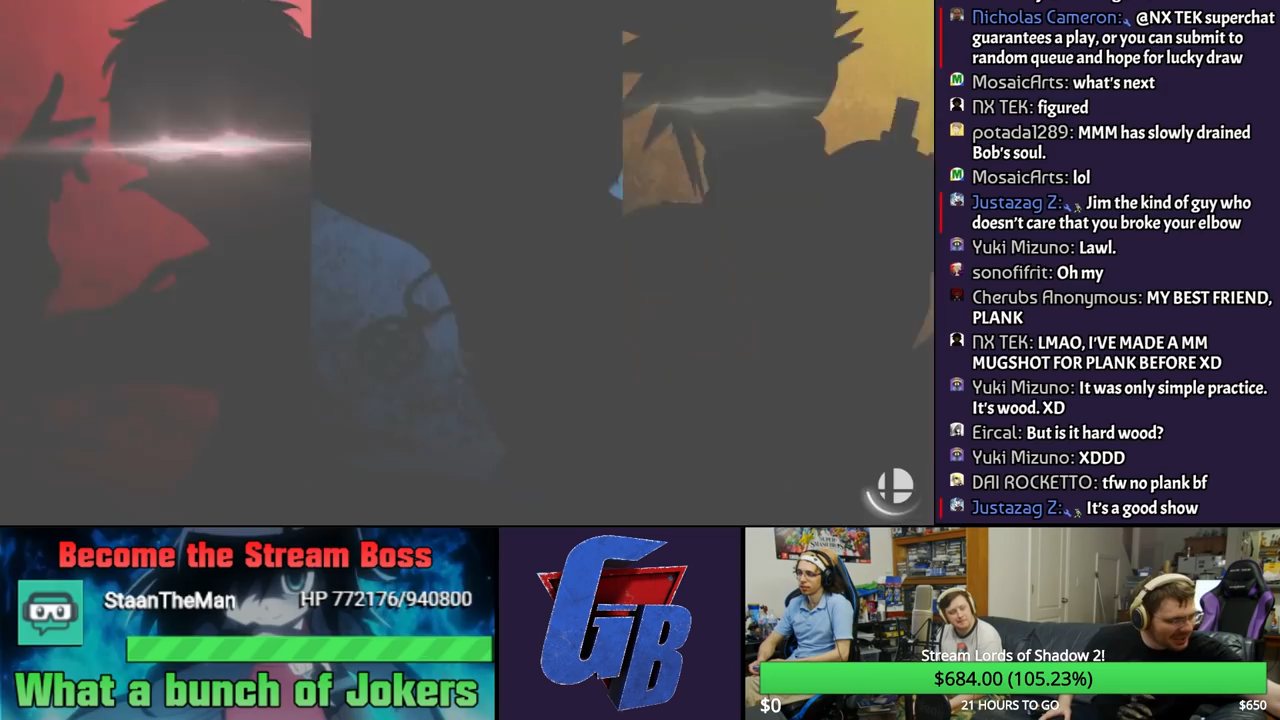 Nicholas Cameron: @NX TEK superchat
guarantees a play, or you can submit to
random queue and hope for lucky draw
MosaicArts: what's next
NX TEK: figured
potada1289: MMM has slowly drained
Bob's soul.
MosaicArts: lol
Justazag Z: Jim the kind of guy who
doesn't care that you broke your elbow
Yuki Mizuno: Lawl.
sonofifrit: Oh my
Cherubs Anonymous: MY BEST FRIEND,
PLANK
NX TEK: LMAO, I'VE MADE A MM
MUGSHOT FOR PLANK BEFORE XD
Yuki Mizuno: It was only simple practice.
It's wood. XD
Eircal: But is it hard wood?
Yuki Mizuno: XDDD
DAI ROCKETTO: tfw no plank bf
Justazag Z: It's a good show
Become the Stream Boss
StaanTheMan HP 772176/940800
What a bunch of Jokers
GB
Stream Lords of Shadow 2!
$684.00 (105.23%)
$0 21 HOURS TO GO $650